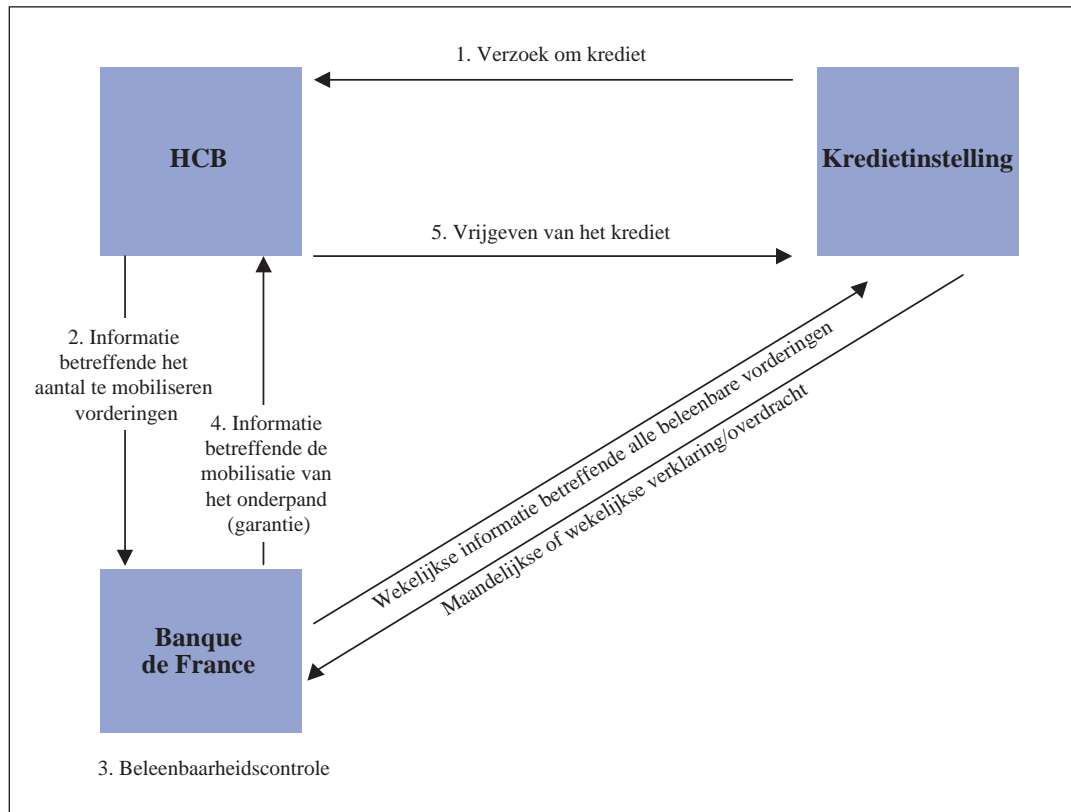 1. Verzoek om krediet
HCB
Kredietinstelling
5. Vrijgeven van het krediet
2. Informatie
betreffende het
aantal te mobiliseren
vorderingen
4. Informatie
betreffende de
mobilisatie van
het onderpand
(garantie)
Wekelijkse informatie betreffende alle beleenbare vorderingen
Maandelijkse of wekelijkse verklaring/overdracht
Banque
de France
3. Beleenbaarheidscontrole